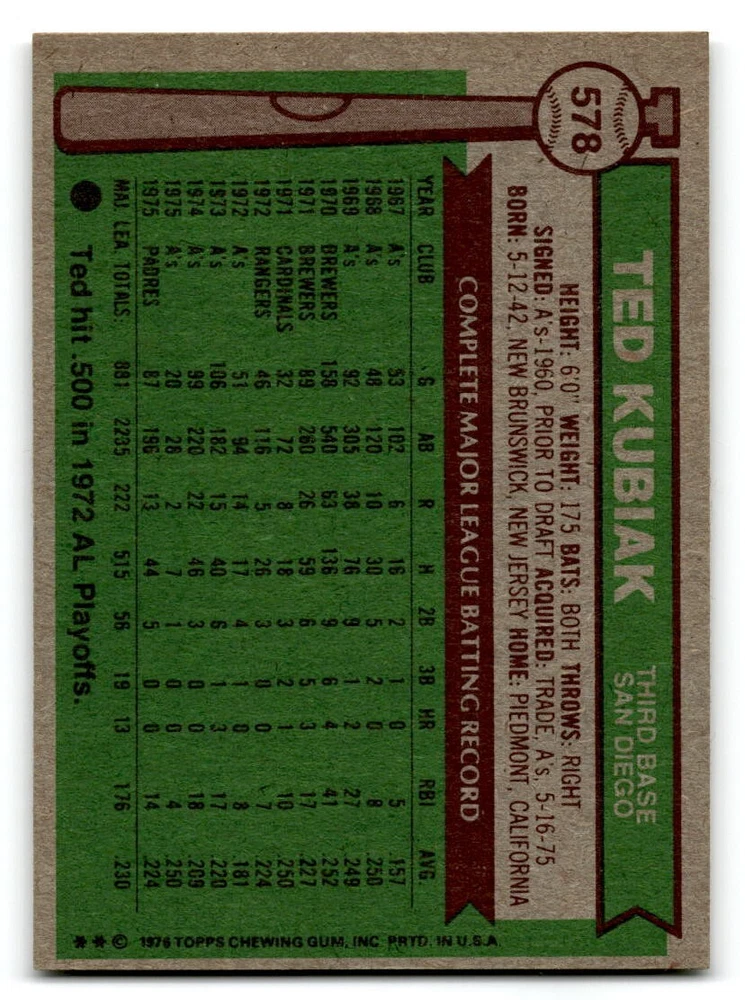 578
TED KUBIAK
THIRD BASE
SAN DIEGO
HEIGHT: 6'0" WEIGHT: 175 BATS: BOTH THROWS: RIGHT
SIGNED: A's-1960, PRIOR TO DRAFT ACQUIRED: TRADE, A's, 5-16-75
BORN: 5-12-42, NEW BRUNSWICK, NEW JERSEY HOME: PIEDMONT, CALIFORNIA
COMPLETE MAJOR LEAGUE BATTING RECORD
YEAR CLUB G AB R H 2B 3B HR RBI AVG.
1967 A's 53 102 6 16 2 1 0 5 .157
1968 A's 48 120 10 30 5 2 0 8 .250
1969 A's 92 305 38 76 9 1 2 27 .249
1970 BREWERS 158 540 63 136 9 6 4 41 .252
1971 BREWERS 89 260 26 59 6 5 3 17 .227
1971 CARDINALS 32 72 8 18 3 2 1 10 .250
1972 RANGERS 46 116 5 26 3 0 0 7 .224
1972 A's 51 94 14 17 4 1 0 8 .181
1973 A's 106 182 15 40 6 1 3 17 .220
1974 A's 99 220 22 46 3 0 0 18 .209
1975 A's 20 28 2 7 1 0 0 4 .250
1975 PADRES 87 196 13 44 5 0 0 14 .224
MAJ. LEA. TOTALS: 881 2235 222 515 56 19 13 176 .230
Ted hit .500 in 1972 AL Playoffs.
** © 1976 TOPPS CHEWING GUM, INC. PRTD. IN U.S.A.